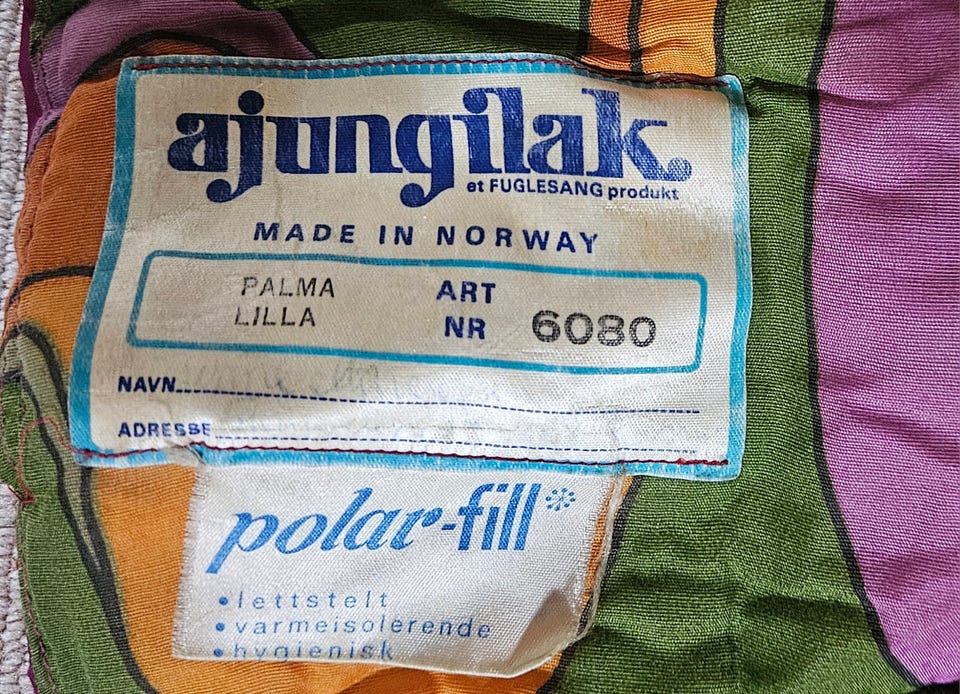 ajungilak.
et FUGLESANG produkt
MADE IN NORWAY
PALMA ART
LILLA NR 6080
NAVN
ADRESSE
polar-fill*
• lettstelt
• varmeisolerende
• hygienisk